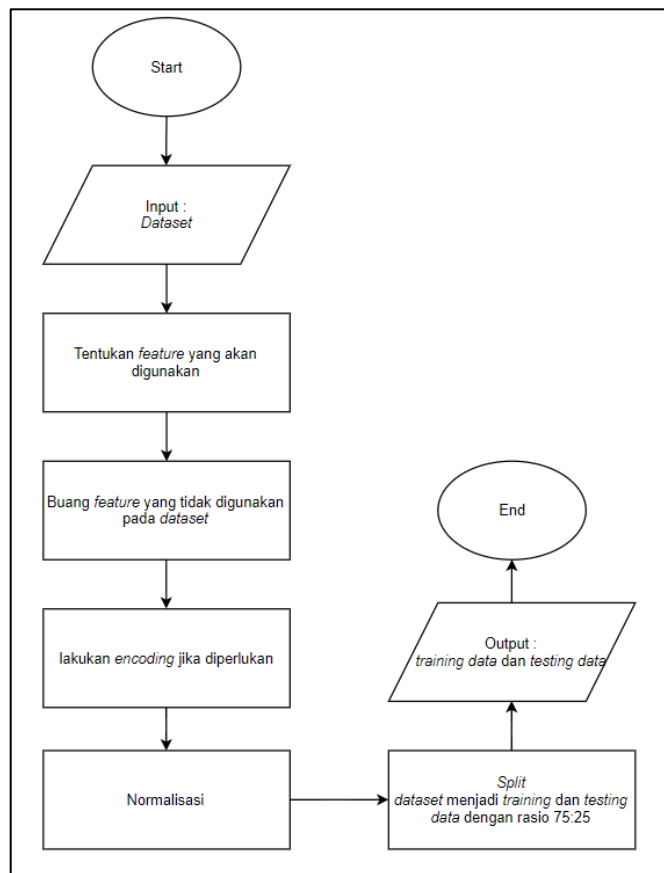 Start
Input :
Dataset
Tentukan feature yang akan
digunakan
Buang feature yang tidak digunakan
pada dataset
lakukan encoding jika diperlukan
Normalisasi
Split
dataset menjadi training dan testing
data dengan rasio 75:25
Output :
training data dan testing data
End